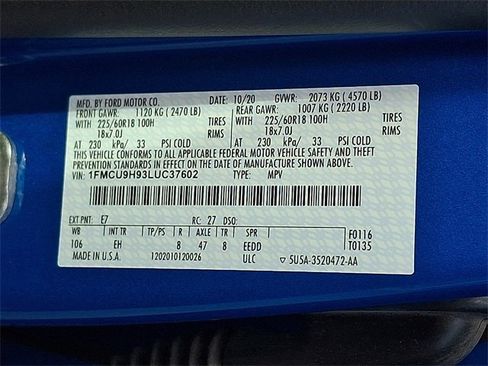 MFD. BY FORD MOTOR CO. DATE: 10/20 GVWR: 2073 KG ( 4570 LB)
FRONT GAWR: 1120 KG ( 2470 LB) REAR GAWR: 1007 KG ( 2220 LB)
WITH 225/60R18 100H TIRES WITH 225/60R18 100H TIRES
18x7.0J RIMS 18x7.0J RIMS
AT 230 kPa/ 33 PSI COLD AT 230 kPa/ 33 PSI COLD
THIS VEHICLE CONFORMS TO ALL APPLICABLE FEDERAL MOTOR VEHICLE SAFETY AND BUMPER AND THEFT
PREVENTION STANDARDS IN EFFECT ON THE DATE OF MANUFACTURE SHOWN ABOVE.
VIN: 1FMCU9H93LUC37602 TYPE: MPV
EXT PNT: E7 RC: 27 DSO:
WB TP/PS R AXLE TR SPR F0116
106 EH 8 47 8 EEDD T0135
MADE IN U.S.A. 1202010120026 ULC ▽ 5U5A-3520472-AA